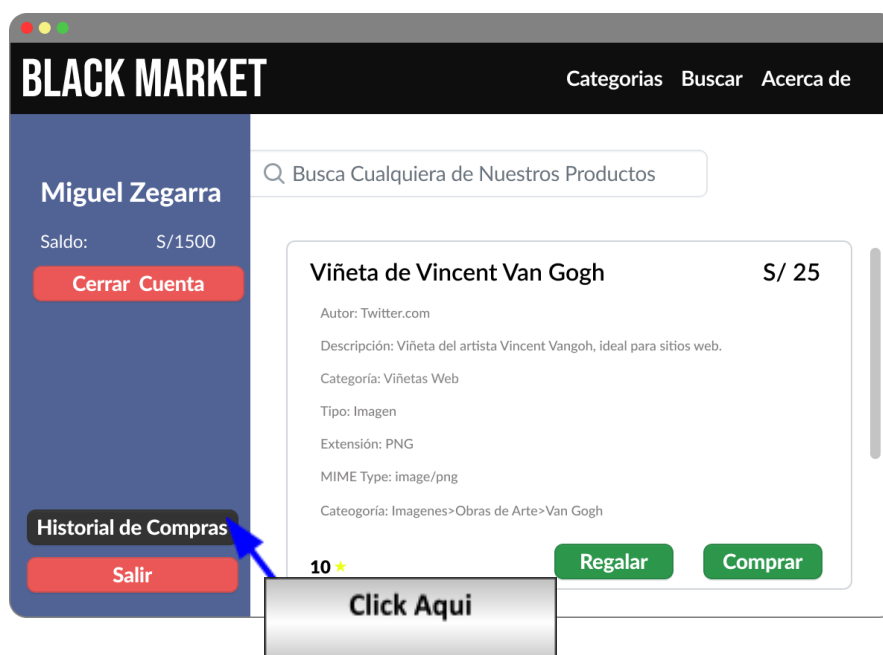 BLACK MARKET
Categorias Buscar Acerca de
Miguel Zegarra
Saldo: S/1500
Cerrar Cuenta
Historial de Compras
Salir
Busca Cualquiera de Nuestros Productos
Viñeta de Vincent Van Gogh S/ 25
Autor: Twitter.com
Descripción: Viñeta del artista Vincent Vangoh, ideal para sitios web.
Categoría: Viñetas Web
Tipo: Imagen
Extensión: PNG
MIME Type: image/png
Cateogoría: Imagenes>Obras de Arte>Van Gogh
10 Regalar Comprar
Click Aqui